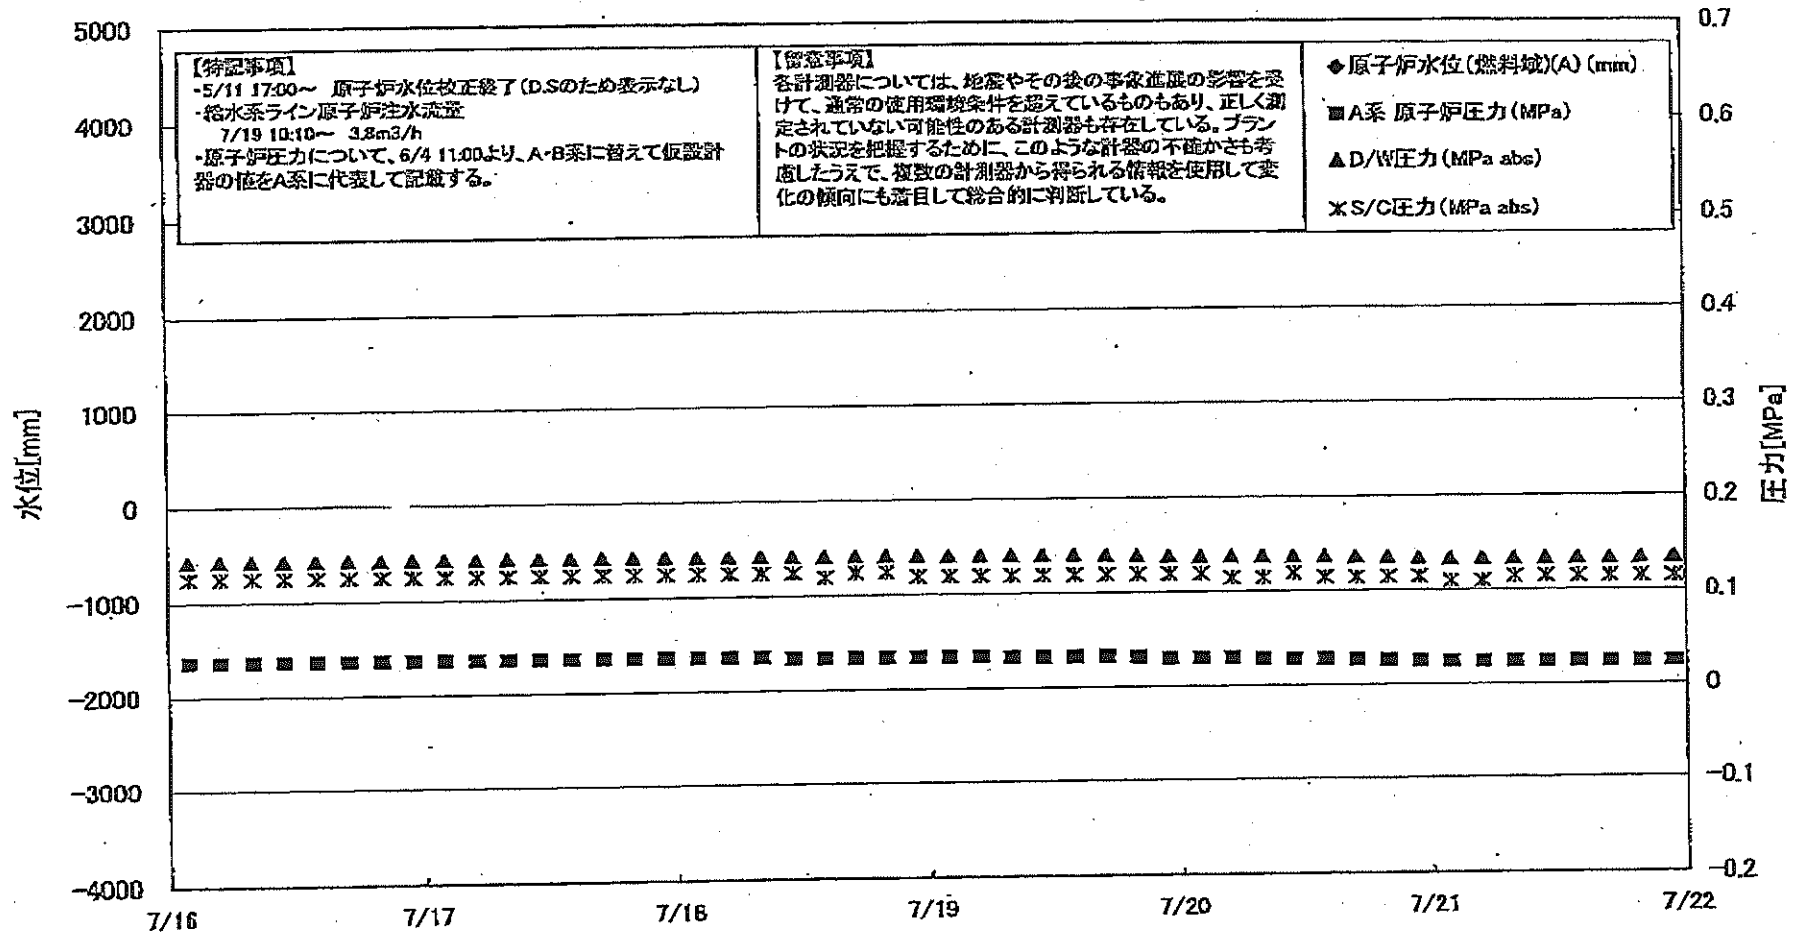 5000
4000
3000
2000
1000
0
-1000
-2000
-3000
-4000
水位[mm]
【特記事項】
・5/11 17:00～ 原子炉水位校正終了(D.Sのため表示なし)
・給水系ライン原子炉注水流量
7/19 10:10～ 3.8m3/h
・原子炉圧力について、6/4 11:00より、A・B系に替えて仮設計
器の値をA系に代表して記載する。
【留意事項】
各計測器については、地震やその後の事象進展の影響を受
けて、通常の使用環境条件を超えているものもあり、正しく測
定されていない可能性のある計測器も存在している。プラン
トの状況を把握するために、このような計器の不確かさも考
慮したうえで、複数の計測器から得られる情報を使用して変
化の傾向にも着目して総合的に判断している。
◆原子炉水位(燃料域)(A)(mm)
■A系 原子炉圧力(MPa)
▲D/W圧力(MPa abs)
S/C圧力(MPa abs)
0.7
0.6
0.5
0.4
0.3
0.2
0.1
0
-0.1
-0.2
圧力[MPa]
7/16
7/17
7/18
7/19
7/20
7/21
7/22